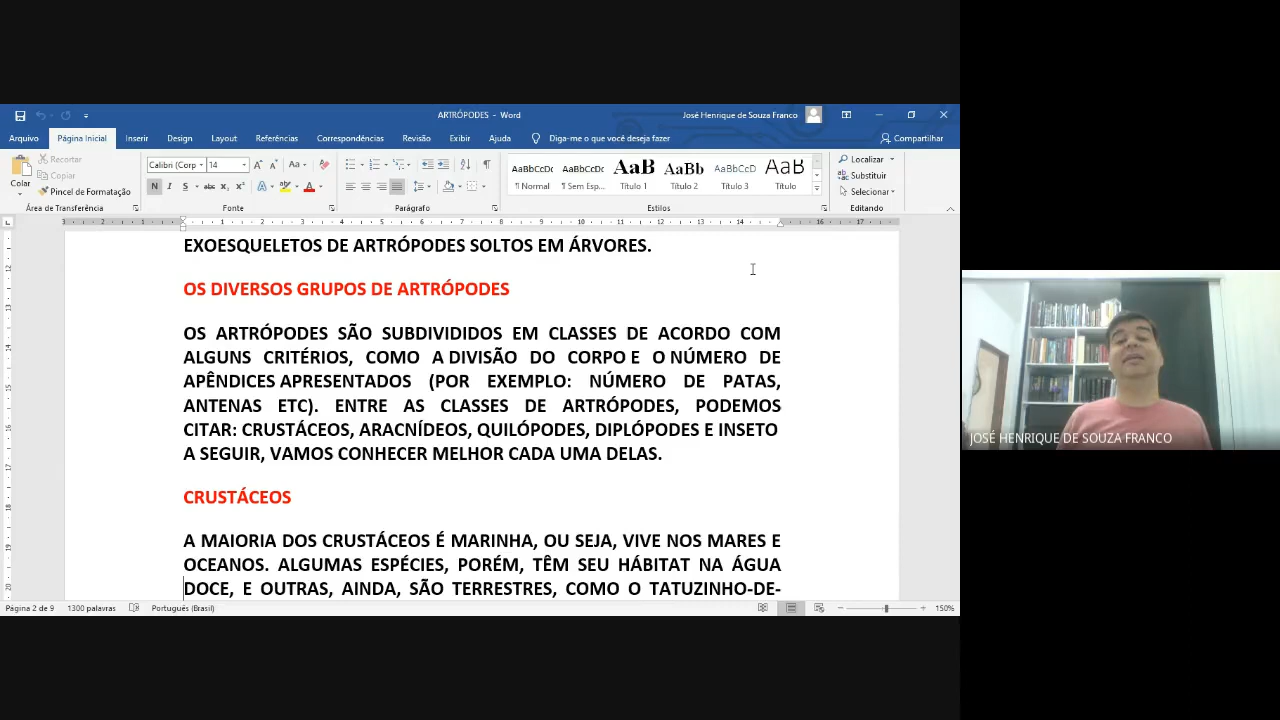 ARTRÓPODES - Word
José Henrique de Souza Franco
Arquivo
Página Inicial
Inserir
Design
Layout
Referências
Correspondências
Revisão
Exibir
Ajuda
Diga-me o que você deseja fazer
Compartilhar
Colar
Recortar
Copiar
Pincel de Formatação
Área de Transferência
Calibri (Corp
14
Fonte
Parágrafo
AaBbCcDc
¶ Normal
AaBbCcDc
¶ Sem Esp...
AaB
Título 1
AaBb
Título 2
AaBbCcD
Título 3
AaB
Título
Estilos
Localizar
Substituir
Selecionar
Editando
EXOESQUELETOS DE ARTRÓPODES SOLTOS EM ÁRVORES.
OS DIVERSOS GRUPOS DE ARTRÓPODES
OS ARTRÓPODES SÃO SUBDIVIDIDOS EM CLASSES DE ACORDO COM
ALGUNS CRITÉRIOS, COMO A DIVISÃO DO CORPO E O NÚMERO DE
APÊNDICES APRESENTADOS (POR EXEMPLO: NÚMERO DE PATAS,
ANTENAS ETC). ENTRE AS CLASSES DE ARTRÓPODES, PODEMOS
CITAR: CRUSTÁCEOS, ARACNÍDEOS, QUILÓPODES, DIPLÓPODES E INSETO
A SEGUIR, VAMOS CONHECER MELHOR CADA UMA DELAS.
CRUSTÁCEOS
A MAIORIA DOS CRUSTÁCEOS É MARINHA, OU SEJA, VIVE NOS MARES E
OCEANOS. ALGUMAS ESPÉCIES, PORÉM, TÊM SEU HÁBITAT NA ÁGUA
DOCE, E OUTRAS, AINDA, SÃO TERRESTRES, COMO O TATUZINHO-DE-
Página 2 de 9
1300 palavras
Português (Brasil)
150%
JOSÉ HENRIQUE DE SOUZA FRANCO